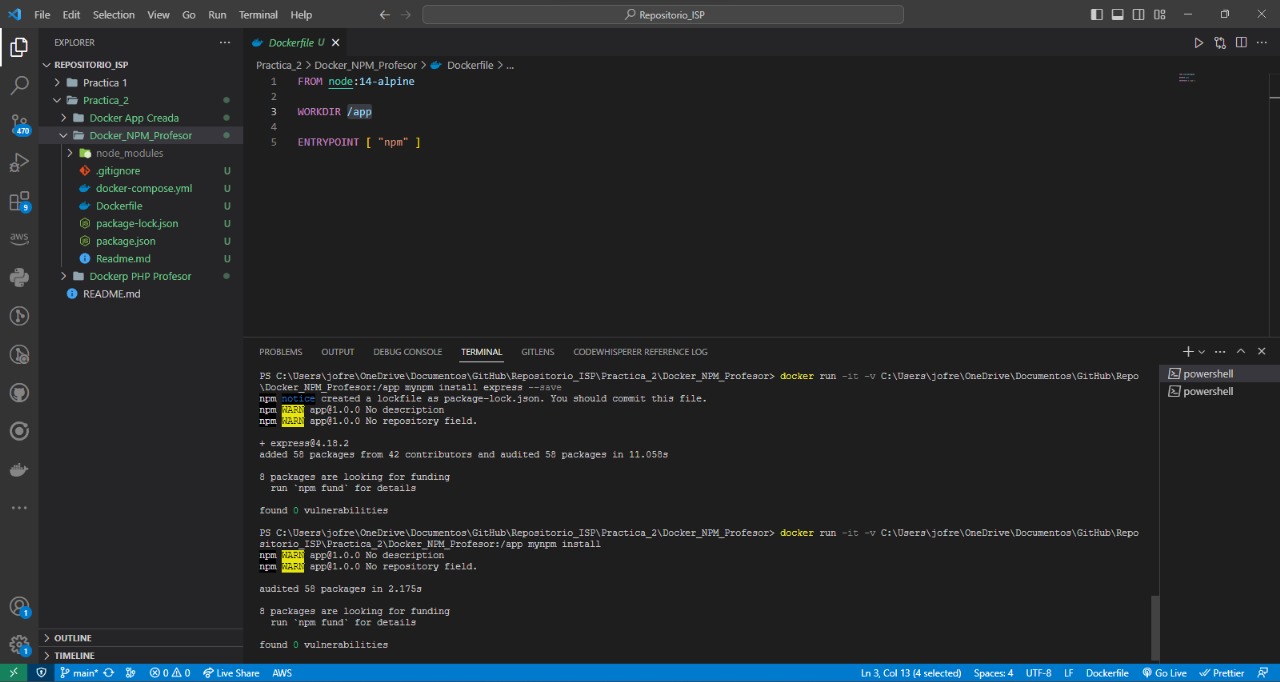 File Edit Selection View Go Run Terminal Help
Repositorio_ISP
EXPLORER
REPOSITORIO_ISP
Practica 1
Practica_2
Docker App Creada
Docker_NPM_Profesor
node_modules
.gitignore U
docker-compose.yml U
Dockerfile U
package-lock.json U
package.json U
Readme.md U
Dockerp PHP Profesor
README.md
OUTLINE
TIMELINE
470
9
aws
1
1
Dockerfile U
Practica_2 > Docker_NPM_Profesor > Dockerfile > ...
1 FROM node:14-alpine
2
3 WORKDIR /app
4
5 ENTRYPOINT [ "npm" ]
PROBLEMS OUTPUT DEBUG CONSOLE TERMINAL GITLENS CODEWHISPERER REFERENCE LOG
powershell
powershell
PS C:\Users\jofre\OneDrive\Documentos\GitHub\Repositorio_ISP\Practica_2\Docker_NPM_Profesor> docker run -it -v C:\Users\jofre\OneDrive\Documentos\GitHub\Repo
\Docker_NPM_Profesor:/app mynpm install express --save
npm notice created a lockfile as package-lock.json. You should commit this file.
npm WARN app@1.0.0 No description
npm WARN app@1.0.0 No repository field.
+ express@4.18.2
added 58 packages from 42 contributors and audited 58 packages in 11.058s
8 packages are looking for funding
run `npm fund` for details
found 0 vulnerabilities
PS C:\Users\jofre\OneDrive\Documentos\GitHub\Repositorio_ISP\Practica_2\Docker_NPM_Profesor> docker run -it -v C:\Users\jofre\OneDrive\Documentos\GitHub\Repo
sitorio_ISP\Practica_2\Docker_NPM_Profesor:/app mynpm install
npm WARN app@1.0.0 No description
npm WARN app@1.0.0 No repository field.
audited 58 packages in 2.175s
8 packages are looking for funding
run `npm fund` for details
found 0 vulnerabilities
main* 0 0 Live Share AWS Ln 3, Col 13 (4 selected) Spaces: 4 UTF-8 LF Dockerfile Go Live Prettier